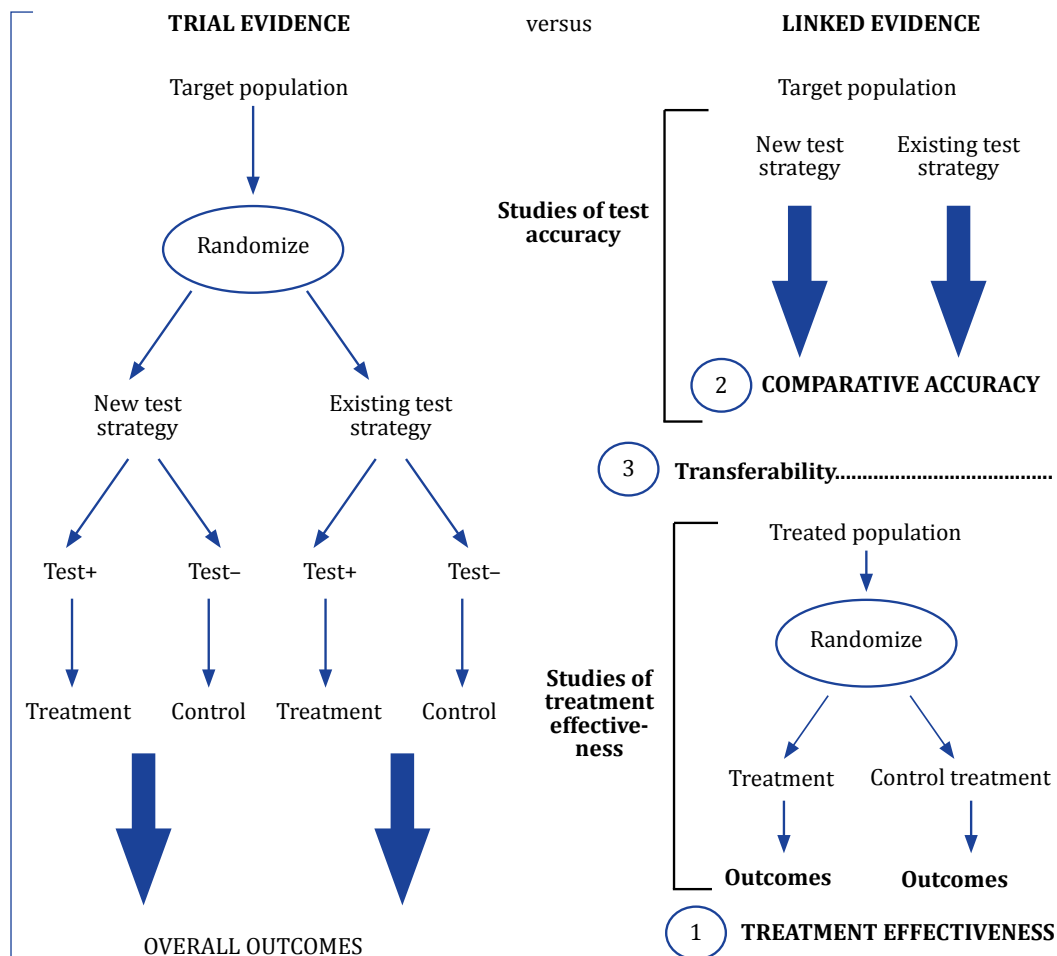 TRIAL EVIDENCE
versus
LINKED EVIDENCE
Target population
Randomize
New test
strategy
Existing test
strategy
Test+
Test–
Test+
Test–
Treatment
Control
Treatment
Control
OVERALL OUTCOMES
Target population
New test
strategy
Existing test
strategy
Studies of test
accuracy
2 COMPARATIVE ACCURACY
3 Transferability........................................
Treated population
Randomize
Studies of
treatment
effective-
ness
Treatment
Control treatment
Outcomes
Outcomes
1 TREATMENT EFFECTIVENESS